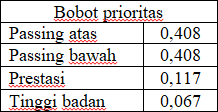 Bobot prioritas
Passing atas 0,408
Passing bawah 0,408
Prestasi 0,117
Tinggi badan 0,067